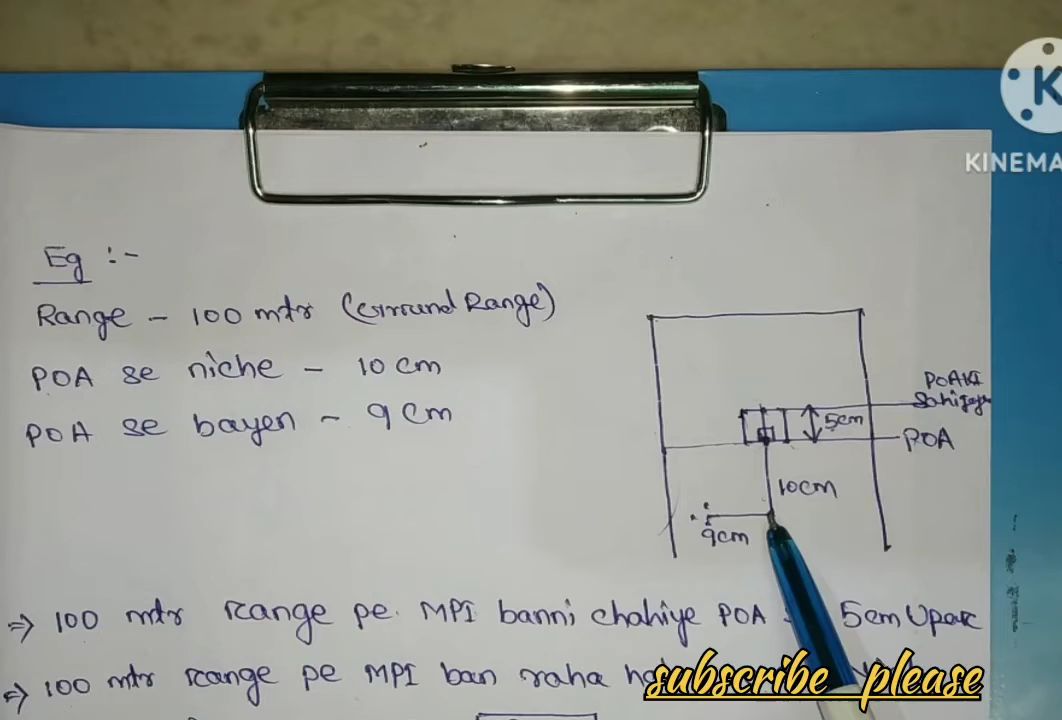 KINEMA
Eg :-
Range - 100 mtr (Ground Range)
POA se niche - 10 cm
POA se bayen - 9 cm
POA KI
5cm
POA
10cm
9cm
⇒ 100 mtr range pe MPI banni chahiye POA 5cm Upar
⇒ 100 mtr range pe MPI ban raha
subscribe please